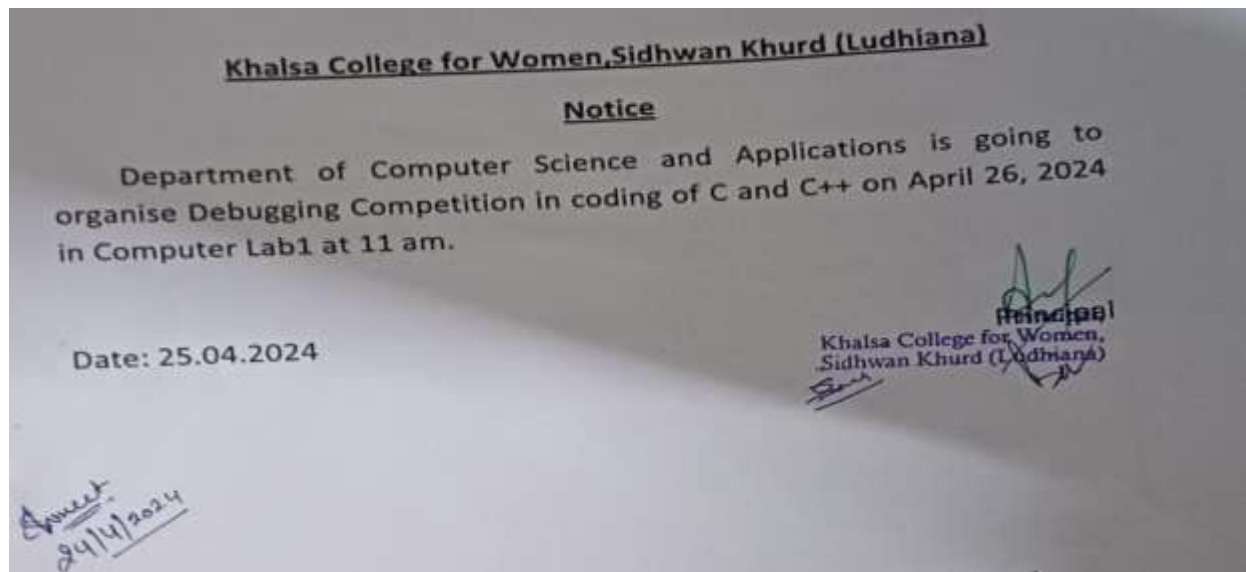 Khalsa College for Women,Sidhwan Khurd (Ludhiana)
Notice
Department of Computer Science and Applications is going to
organise Debugging Competition in coding of C and C++ on April 26, 2024
in Computer Lab1 at 11 am.
Principal
Khalsa College for Women,
Sidhwan Khurd (Ludhiana)
Date: 25.04.2024
24/4/2024